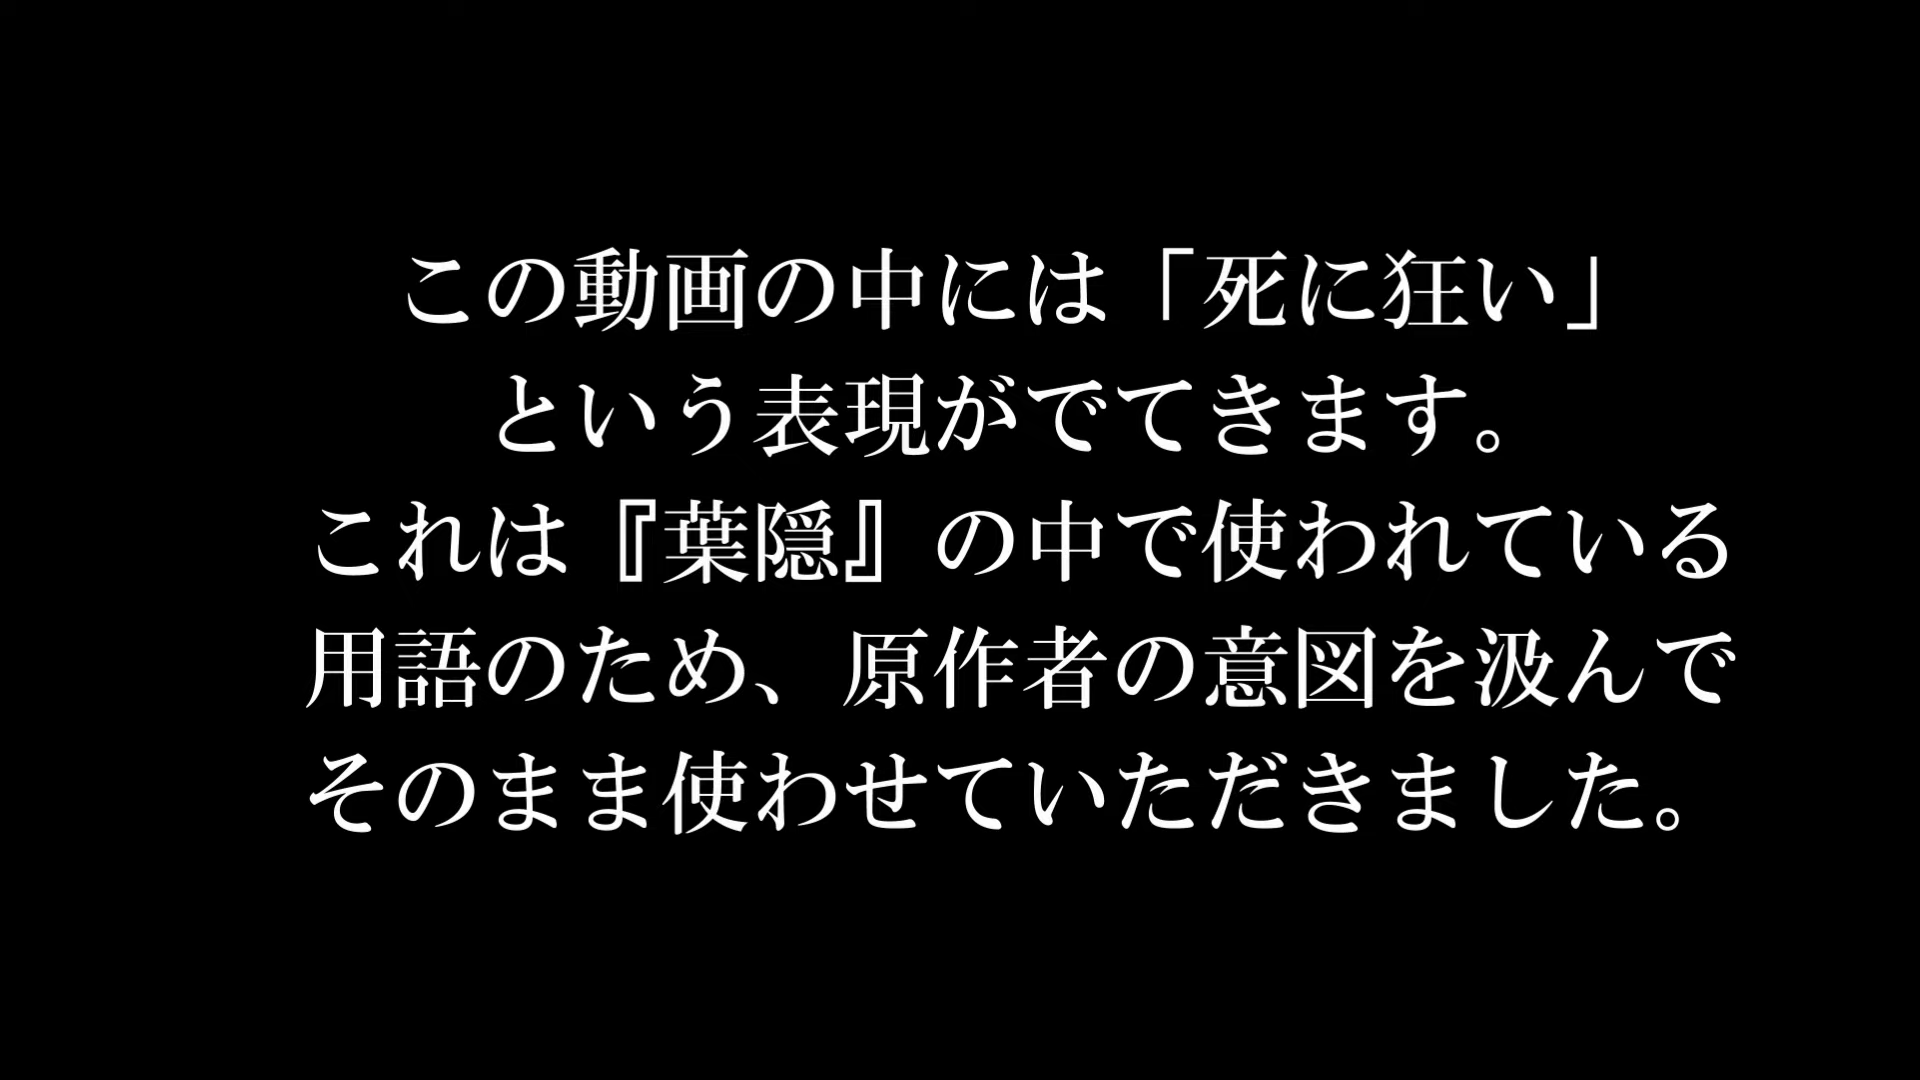 この動画の中には「死に狂い」
という表現がでてきます。
これは『葉隠』の中で使われている
用語のため、原作者の意図を汲んで
そのまま使わせていただきました。